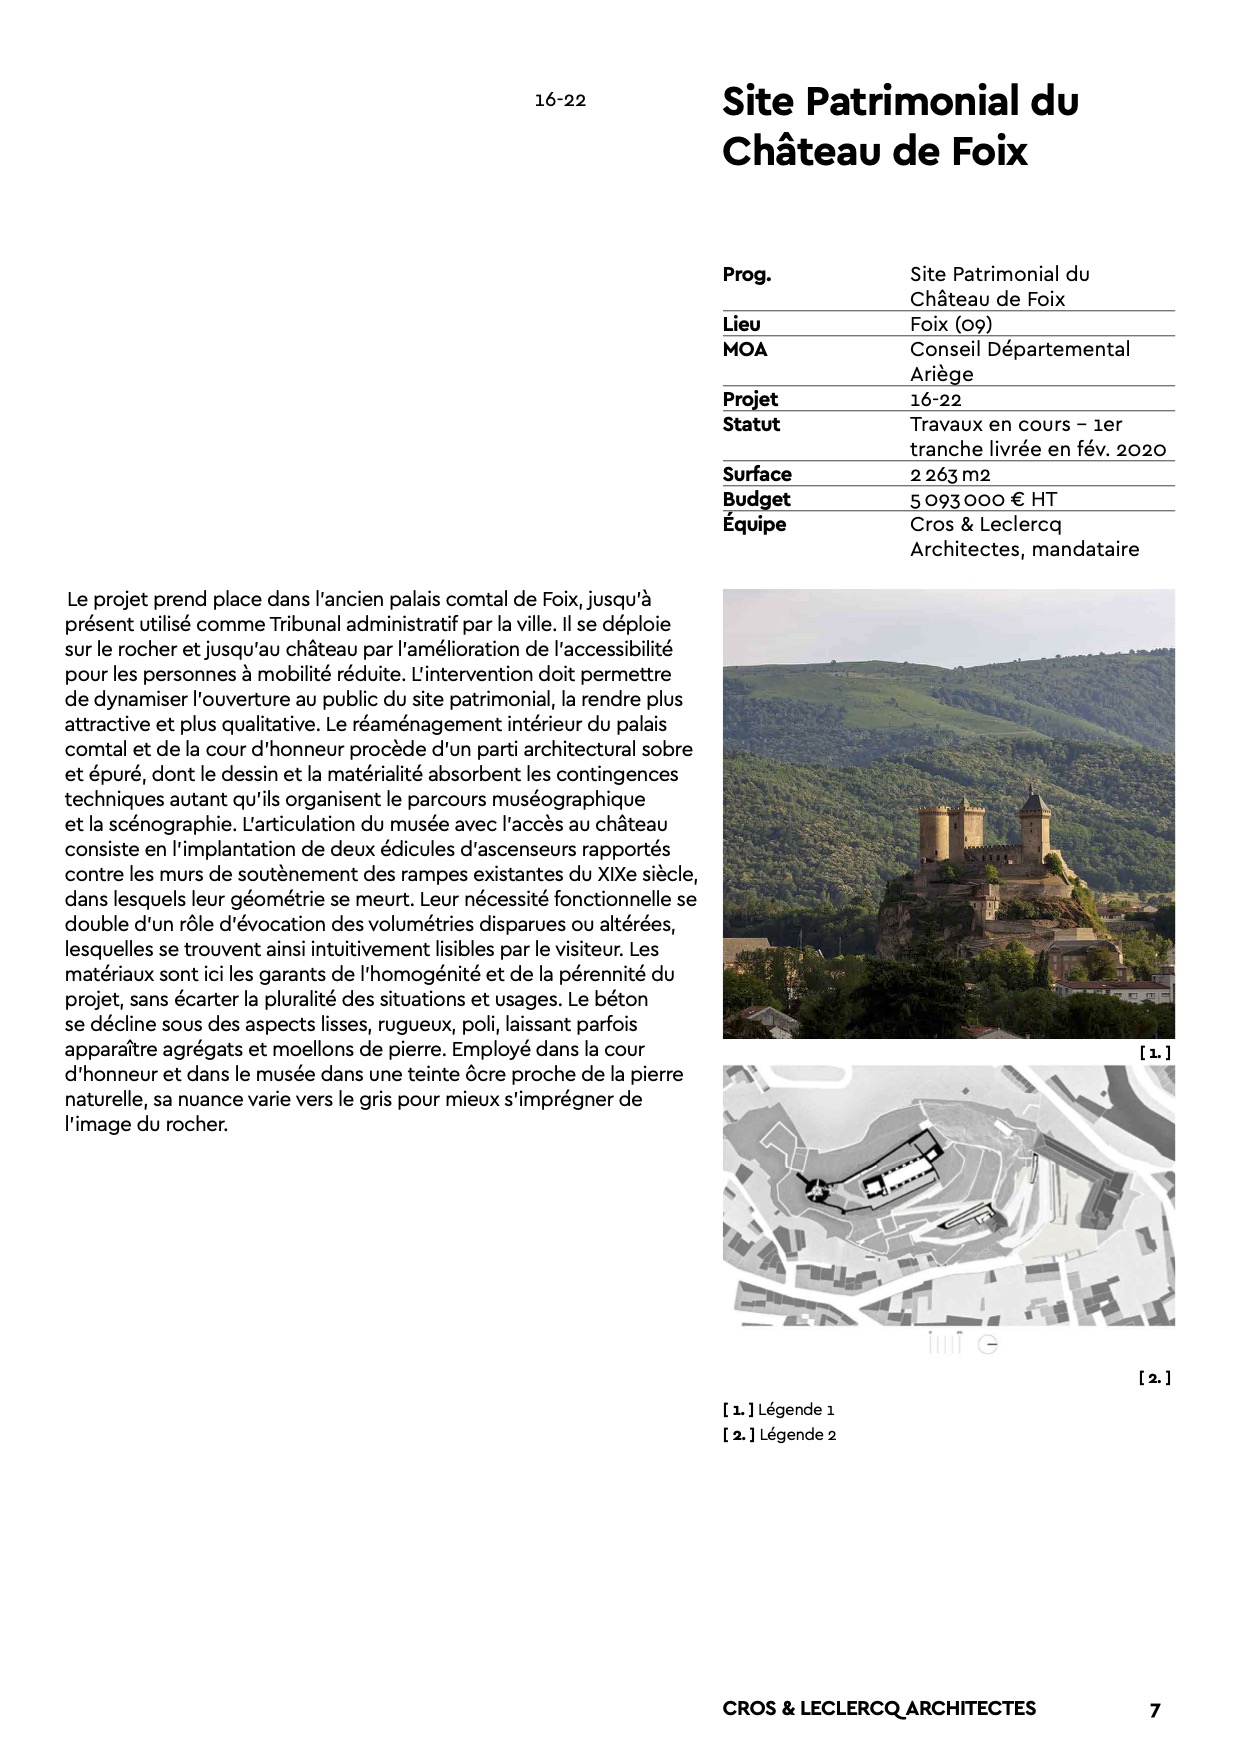 16-22
Site Patrimonial du
Château de Foix
Prog. Site Patrimonial du
Château de Foix
Lieu Foix (09)
MOA Conseil Départemental
Ariège
Projet 16-22
Statut Travaux en cours – 1er
tranche livrée en fév. 2020
Surface 2 263 m2
Budget 5 093 000 € HT
Équipe Cros & Leclercq
Architectes, mandataire
Le projet prend place dans l'ancien palais comtal de Foix, jusqu'à
présent utilisé comme Tribunal administratif par la ville. Il se déploie
sur le rocher et jusqu'au château par l'amélioration de l'accessibilité
pour les personnes à mobilité réduite. L'intervention doit permettre
de dynamiser l'ouverture au public du site patrimonial, la rendre plus
attractive et plus qualitative. Le réaménagement intérieur du palais
comtal et de la cour d'honneur procède d'un parti architectural sobre
et épuré, dont le dessin et la matérialité absorbent les contingences
techniques autant qu'ils organisent le parcours muséographique
et la scénographie. L'articulation du musée avec l'accès au château
consiste en l'implantation de deux édicules d'ascenseurs rapportés
contre les murs de soutènement des rampes existantes du XIXe siècle,
dans lesquels leur géométrie se meurt. Leur nécessité fonctionnelle se
double d'un rôle d'évocation des volumétries disparues ou altérées,
lesquelles se trouvent ainsi intuitivement lisibles par le visiteur. Les
matériaux sont ici les garants de l'homogénité et de la pérennité du
projet, sans écarter la pluralité des situations et usages. Le béton
se décline sous des aspects lisses, rugueux, poli, laissant parfois
apparaître agrégats et moellons de pierre. Employé dans la cour
d'honneur et dans le musée dans une teinte ôcre proche de la pierre
naturelle, sa nuance varie vers le gris pour mieux s'imprégner de
l'image du rocher.
[ 1. ]
[ 2. ]
[ 1. ] Légende 1
[ 2. ] Légende 2
CROS & LECLERCQ ARCHITECTES 7